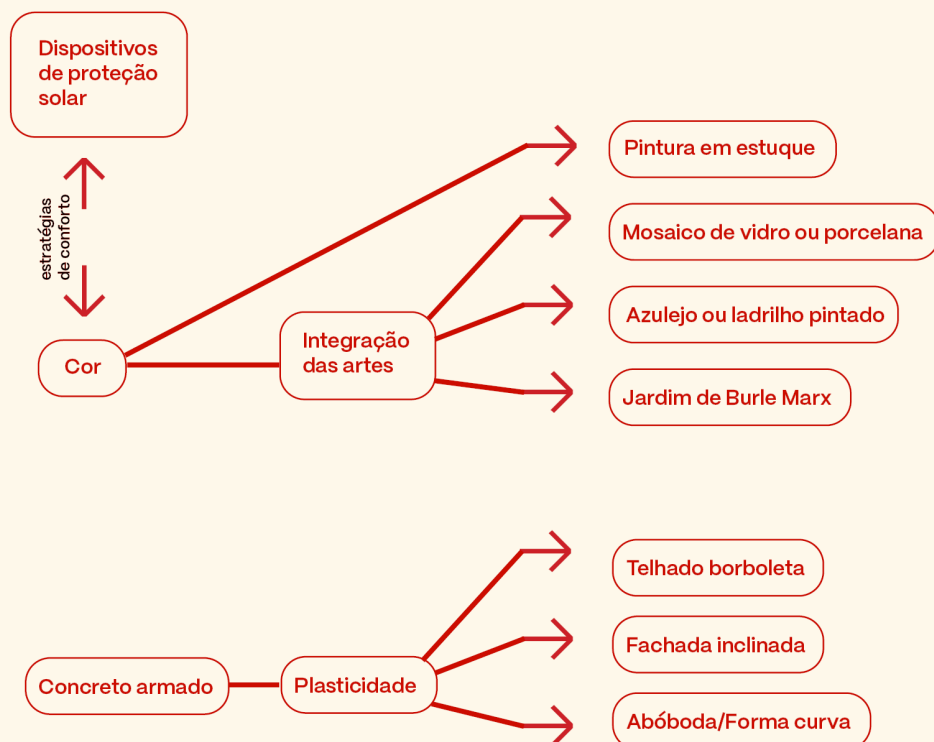 Dispositivos
de proteção
solar
estratégias
de conforto
Cor
Integração
das artes
Pintura em estuque
Mosaico de vidro ou porcelana
Azulejo ou ladrilho pintado
Jardim de Burle Marx
Concreto armado
Plasticidade
Telhado borboleta
Fachada inclinada
Abóboda/Forma curva